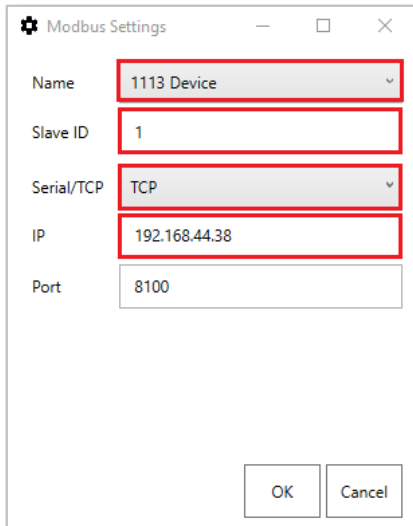 Modbus Settings
Name 1113 Device
Slave ID 1
Serial/TCP TCP
IP 192.168.44.38
Port 8100
OK Cancel